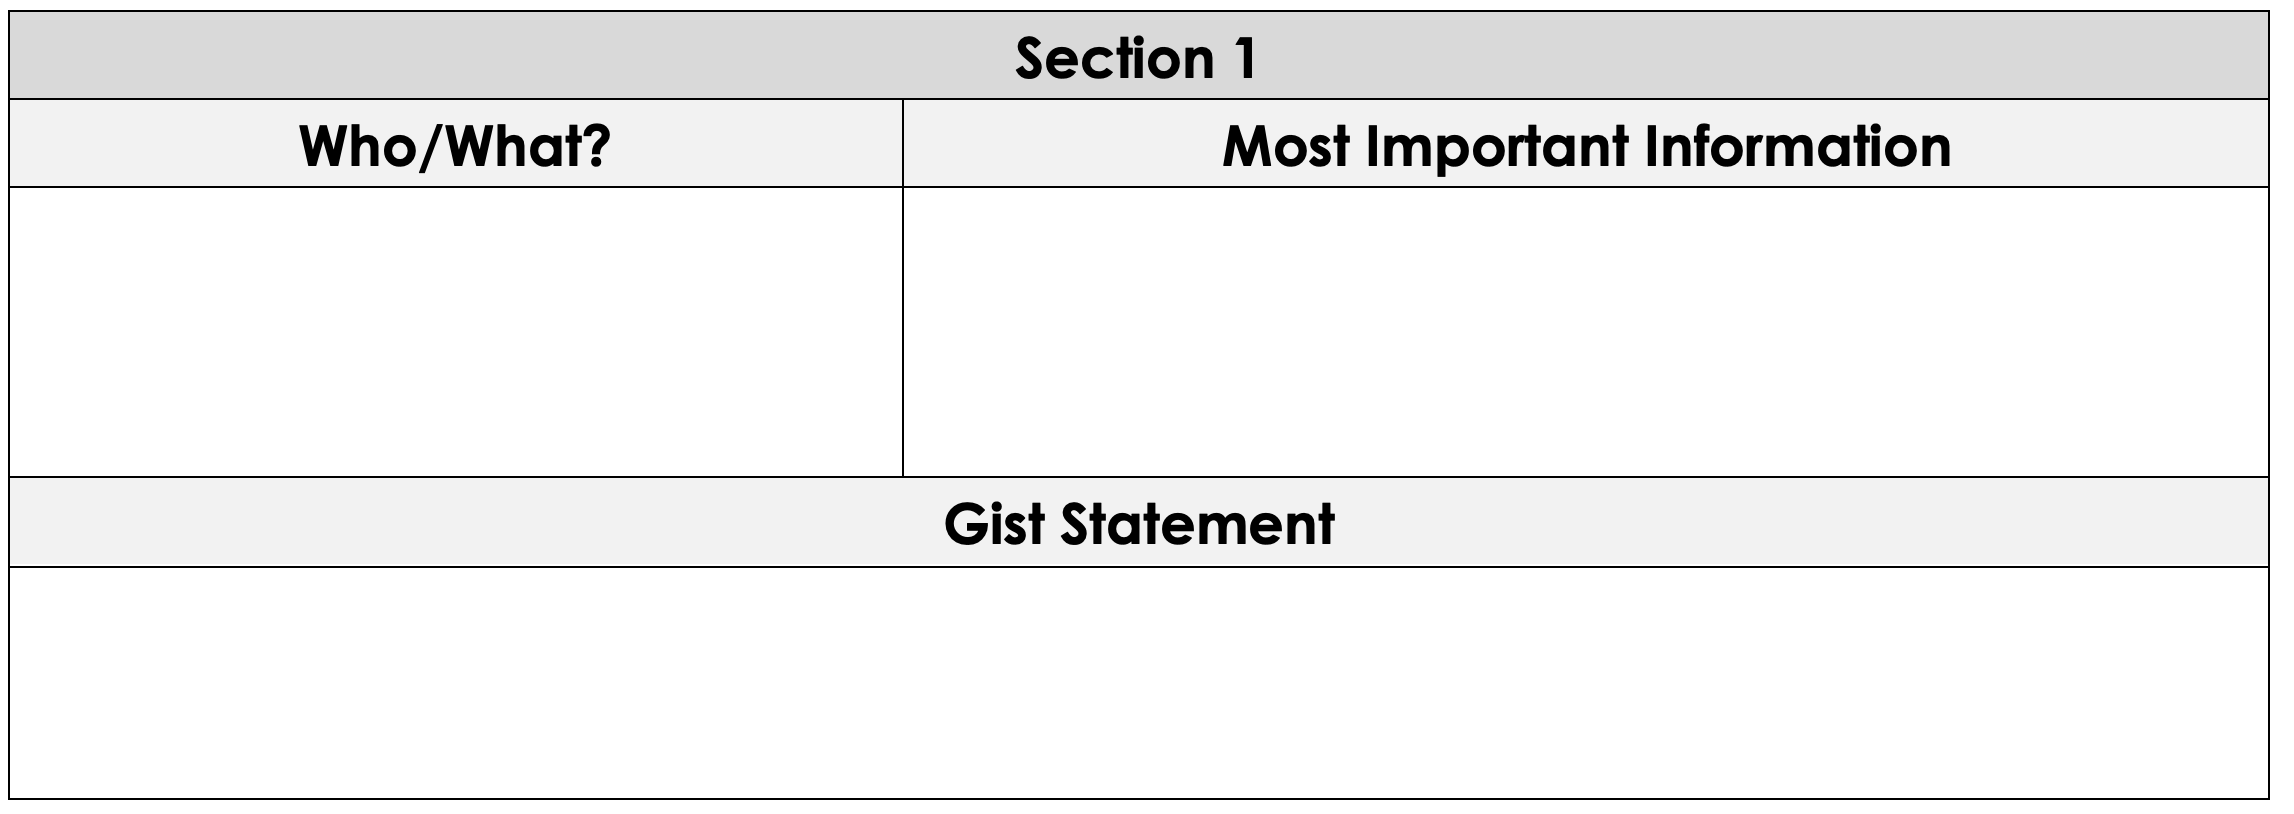 Section 1
Who/What?
Most Important Information
Gist Statement